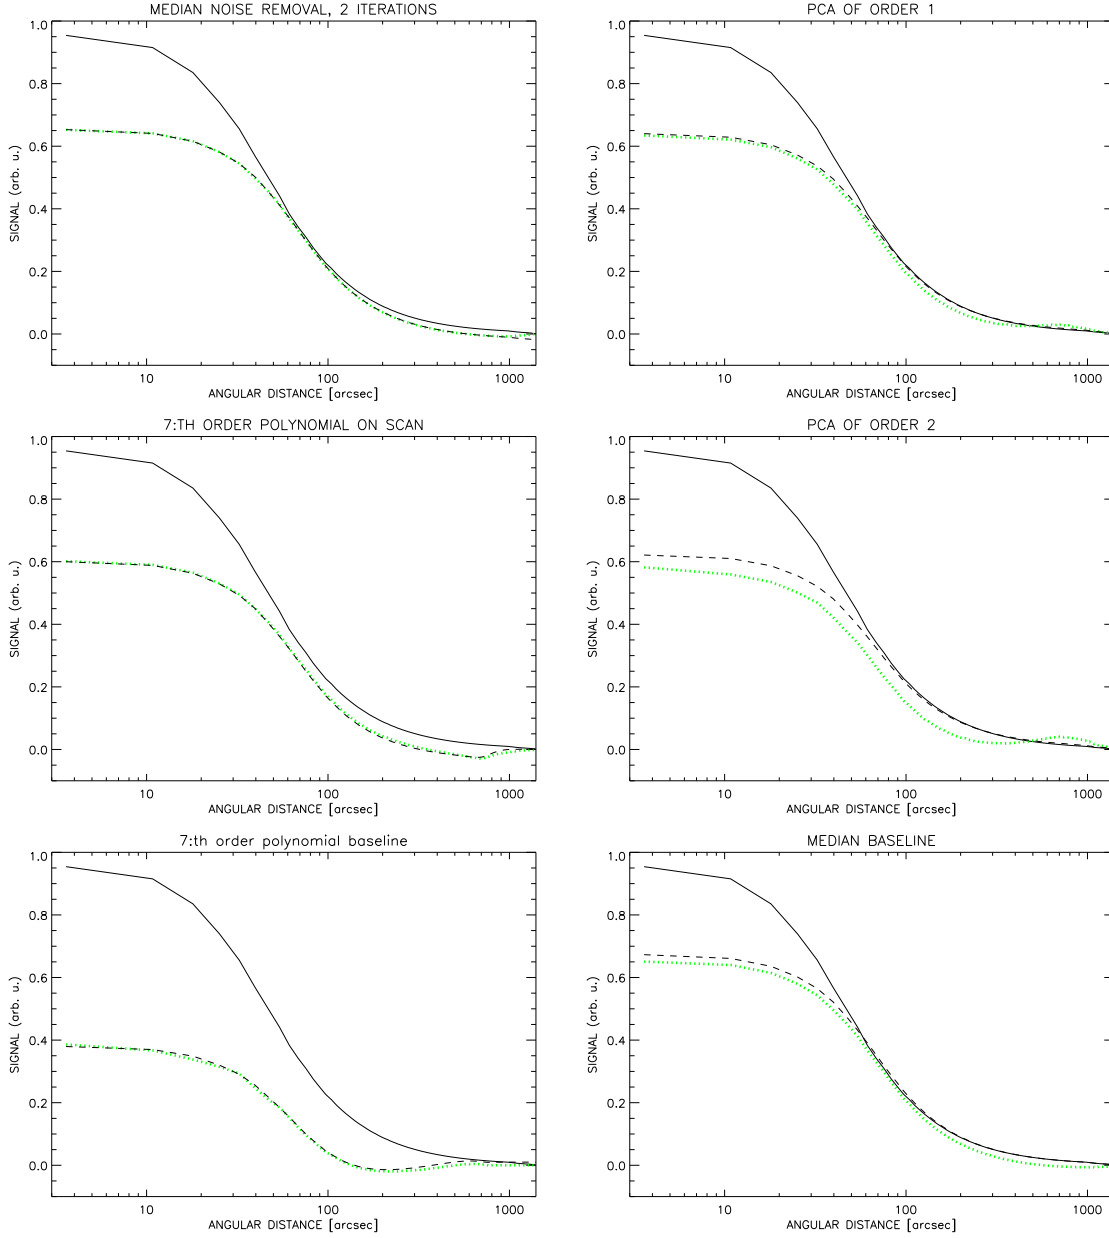 MEDIAN NOISE REMOVAL, 2 ITERATIONS
1.0
0.8
0.6
0.4
0.2
0.0
SIGNAL (arb. u.)
10 100 1000
ANGULAR DISTANCE [arcsec]
PCA OF ORDER 1
1.0
0.8
0.6
0.4
0.2
0.0
SIGNAL (arb. u.)
10 100 1000
ANGULAR DISTANCE [arcsec]
7:TH ORDER POLYNOMIAL ON SCAN
1.0
0.8
0.6
0.4
0.2
0.0
SIGNAL (arb. u.)
10 100 1000
ANGULAR DISTANCE [arcsec]
PCA OF ORDER 2
1.0
0.8
0.6
0.4
0.2
0.0
SIGNAL (arb. u.)
10 100 1000
ANGULAR DISTANCE [arcsec]
7:th order polynomial baseline
1.0
0.8
0.6
0.4
0.2
0.0
SIGNAL (arb. u.)
10 100 1000
ANGULAR DISTANCE [arcsec]
MEDIAN BASELINE
1.0
0.8
0.6
0.4
0.2
0.0
SIGNAL (arb. u.)
10 100 1000
ANGULAR DISTANCE [arcsec]